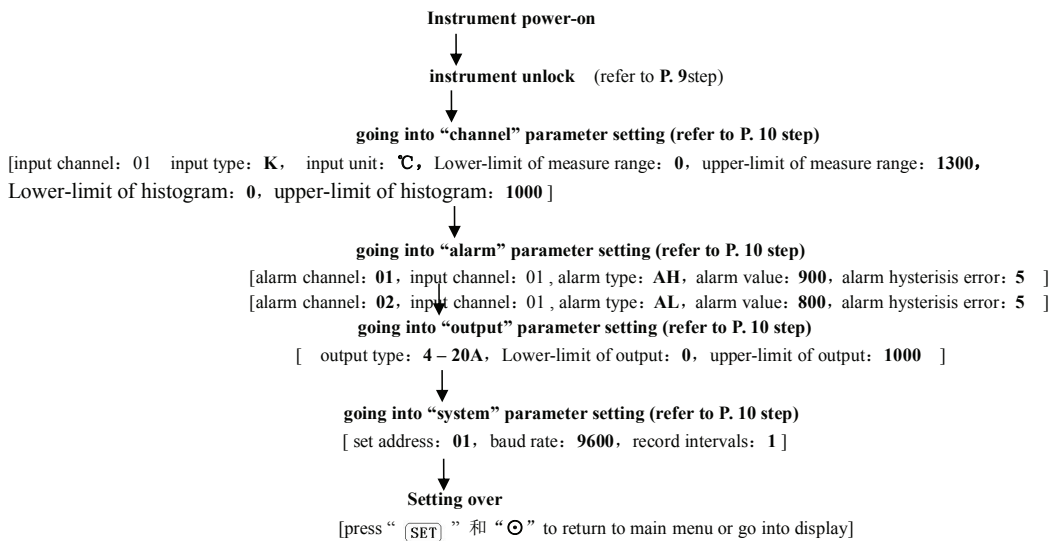 Instrument power-on
instrument unlock (refer to P. 9step)
going into “channel” parameter setting (refer to P. 10 step)
[input channel：01 input type：K， input unit：℃，Lower-limit of measure range：0，upper-limit of measure range：1300，
Lower-limit of histogram：0，upper-limit of histogram：1000 ]
going into “alarm” parameter setting (refer to P. 10 step)
[alarm channel：01，input channel：01 , alarm type：AH，alarm value：900，alarm hysterisis error：5 ]
[alarm channel：02，input channel：01 , alarm type：AL，alarm value：800，alarm hysterisis error：5 ]
going into “output” parameter setting (refer to P. 10 step)
[ output type：4 – 20A，Lower-limit of output：0，upper-limit of output：1000 ]
going into “system” parameter setting (refer to P. 10 step)
[ set address：01，baud rate：9600，record intervals：1 ]
Setting over
[press “ SET ” 和 “⊙” to return to main menu or go into display]